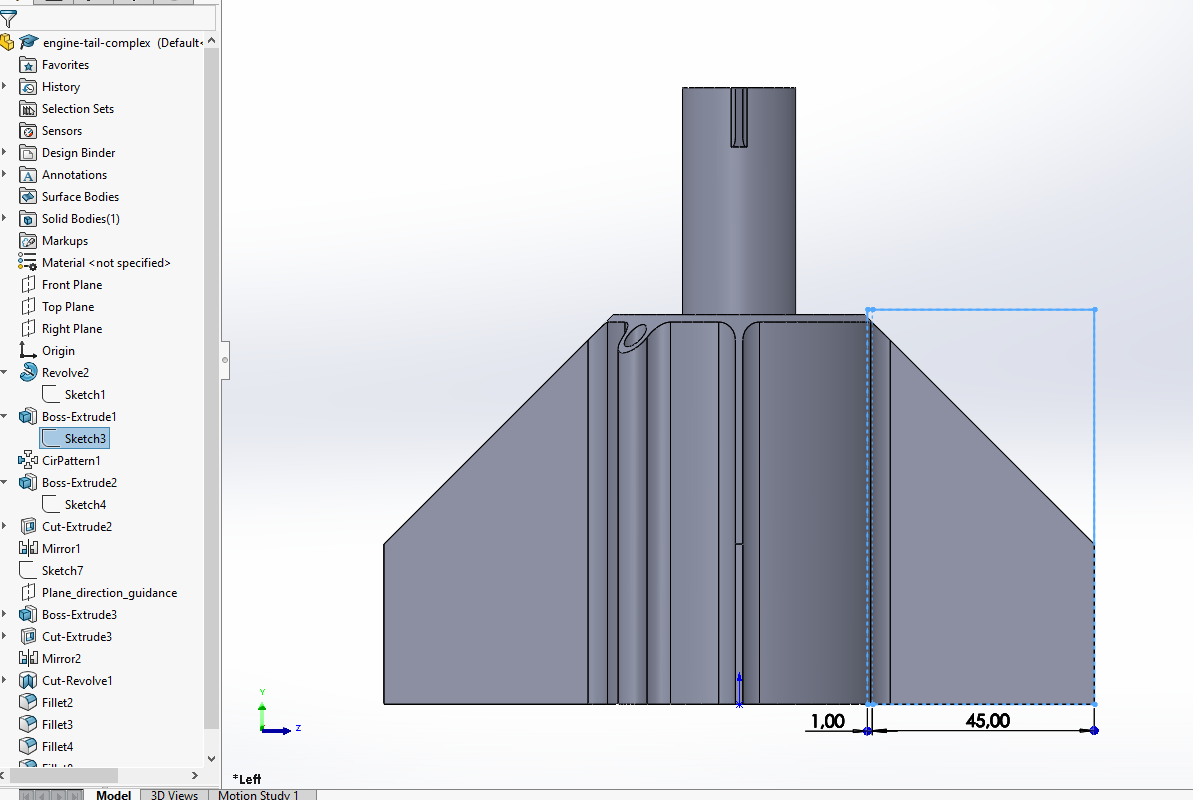 engine-tail-complex (Default<
Favorites
History
Selection Sets
Sensors
Design Binder
A Annotations
Surface Bodies
Solid Bodies(1)
Markups
Material <not specified>
Front Plane
Top Plane
Right Plane
Origin
Revolve2
Sketch1
Boss-Extrude1
Sketch3
CirPattern1
Boss-Extrude2
Sketch4
Cut-Extrude2
Mirror1
Sketch7
Plane_direction_guidance
Boss-Extrude3
Cut-Extrude3
Mirror2
Cut-Revolve1
Fillet2
Fillet3
Fillet4
Y
Z
1,00
45,00
*Left
Model 3D Views Motion Study 1